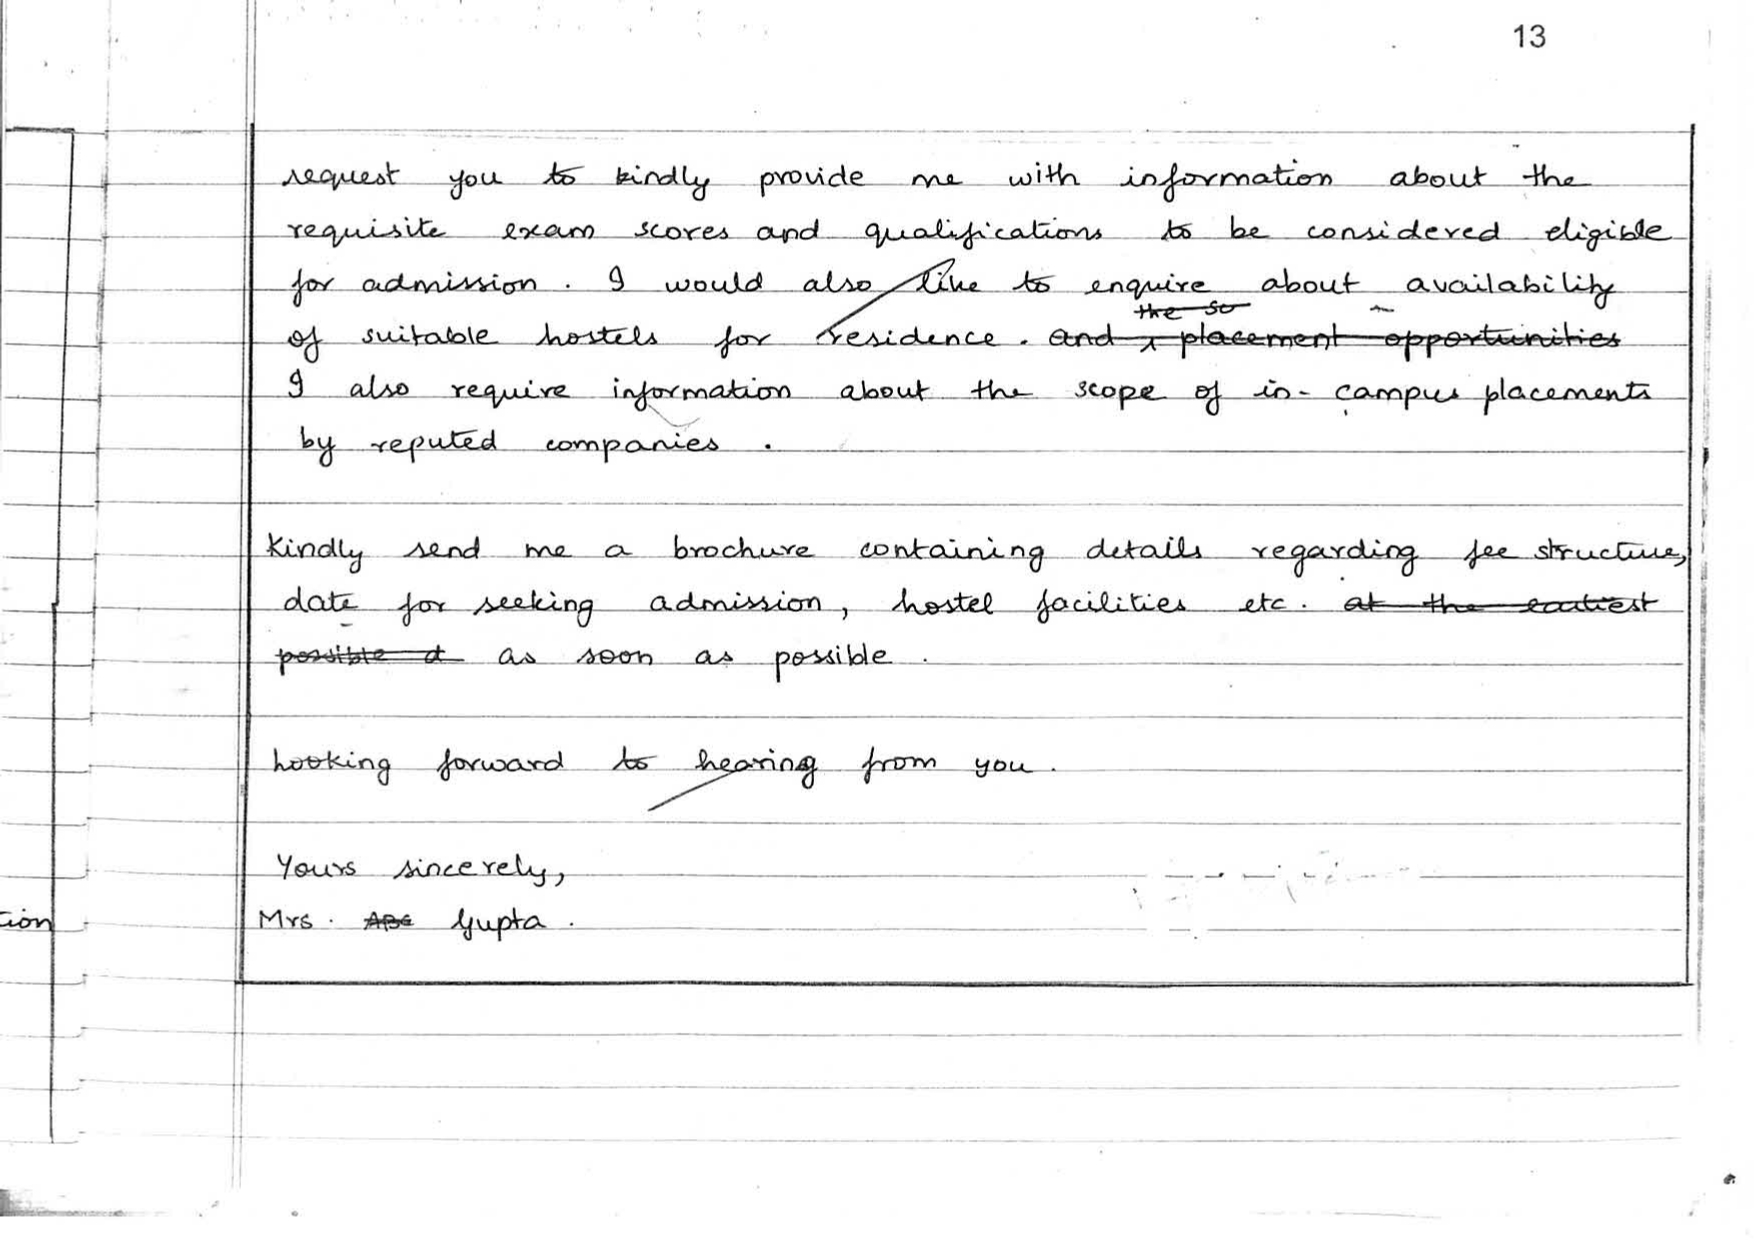 13
request you to kindly provide me with information about the
requisite exam scores and qualifications to be considered eligible
for admission. I would also like to enquire about availability
the so
of suitable hostels for residence. and placement opportunities
I also require information about the scope of in-campus placements
by reputed companies.
Kindly send me a brochure containing details regarding fee structure,
date for seeking admission, hostel facilities etc. at the earliest
possible d as soon as possible.
Looking forward to hearing from you.
Yours sincerely,
Mrs. ABC Gupta.
tion